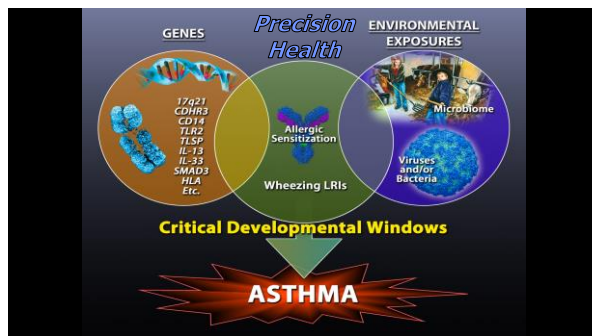 Precision
Health
GENES
ENVIRONMENTAL
EXPOSURES
17q21
CDHR3
CD14
TLR2
TLSP
IL-13
IL-33
SMAD3
HLA
Etc.
Allergic
Sensitization
Wheezing LRIs
Microbiome
Viruses
and/or
Bacteria
Critical Developmental Windows
ASTHMA